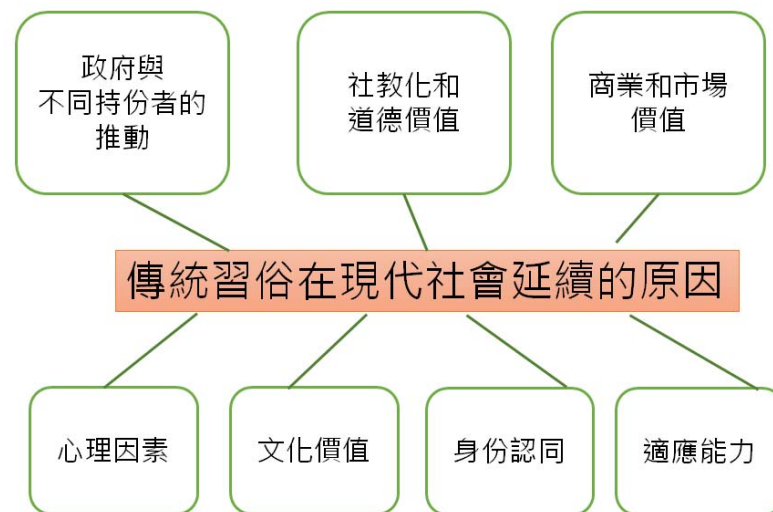 政府與
不同持份者的
推動
社教化和
道德價值
商業和市場
價值
傳統習俗在現代社會延續的原因
心理因素
文化價值
身份認同
適應能力